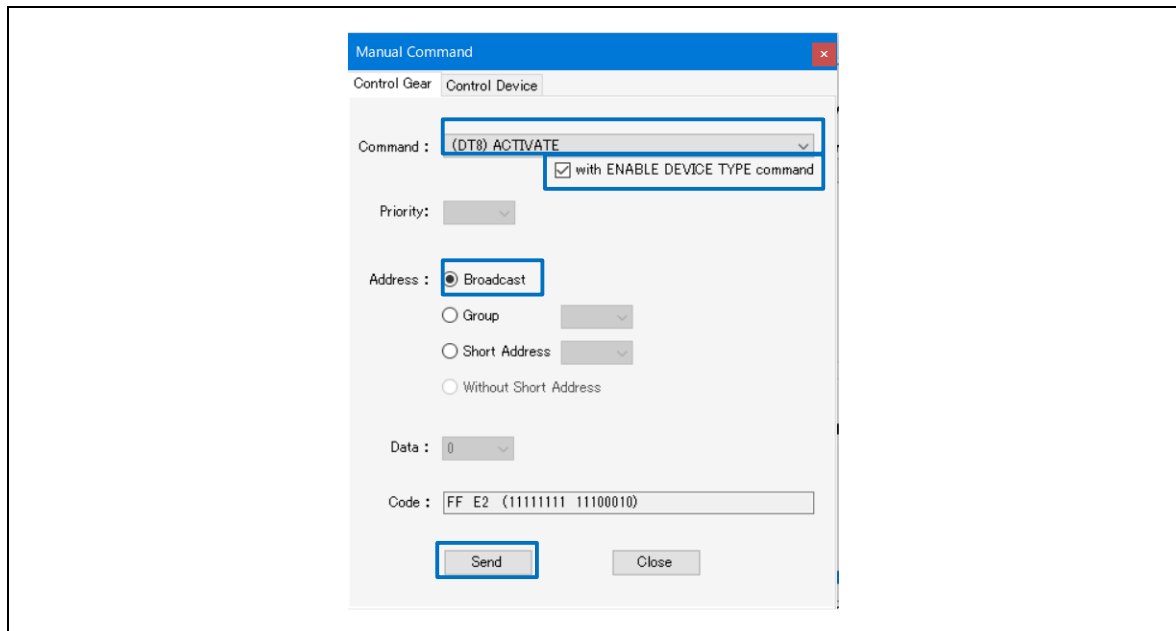 Manual Command
Control Gear Control Device
Command : (DT8) ACTIVATE
with ENABLE DEVICE TYPE command
Priority:
Address : Broadcast
Group
Short Address
Without Short Address
Data : 0
Code : FF E2 (11111111 11100010)
Send Close